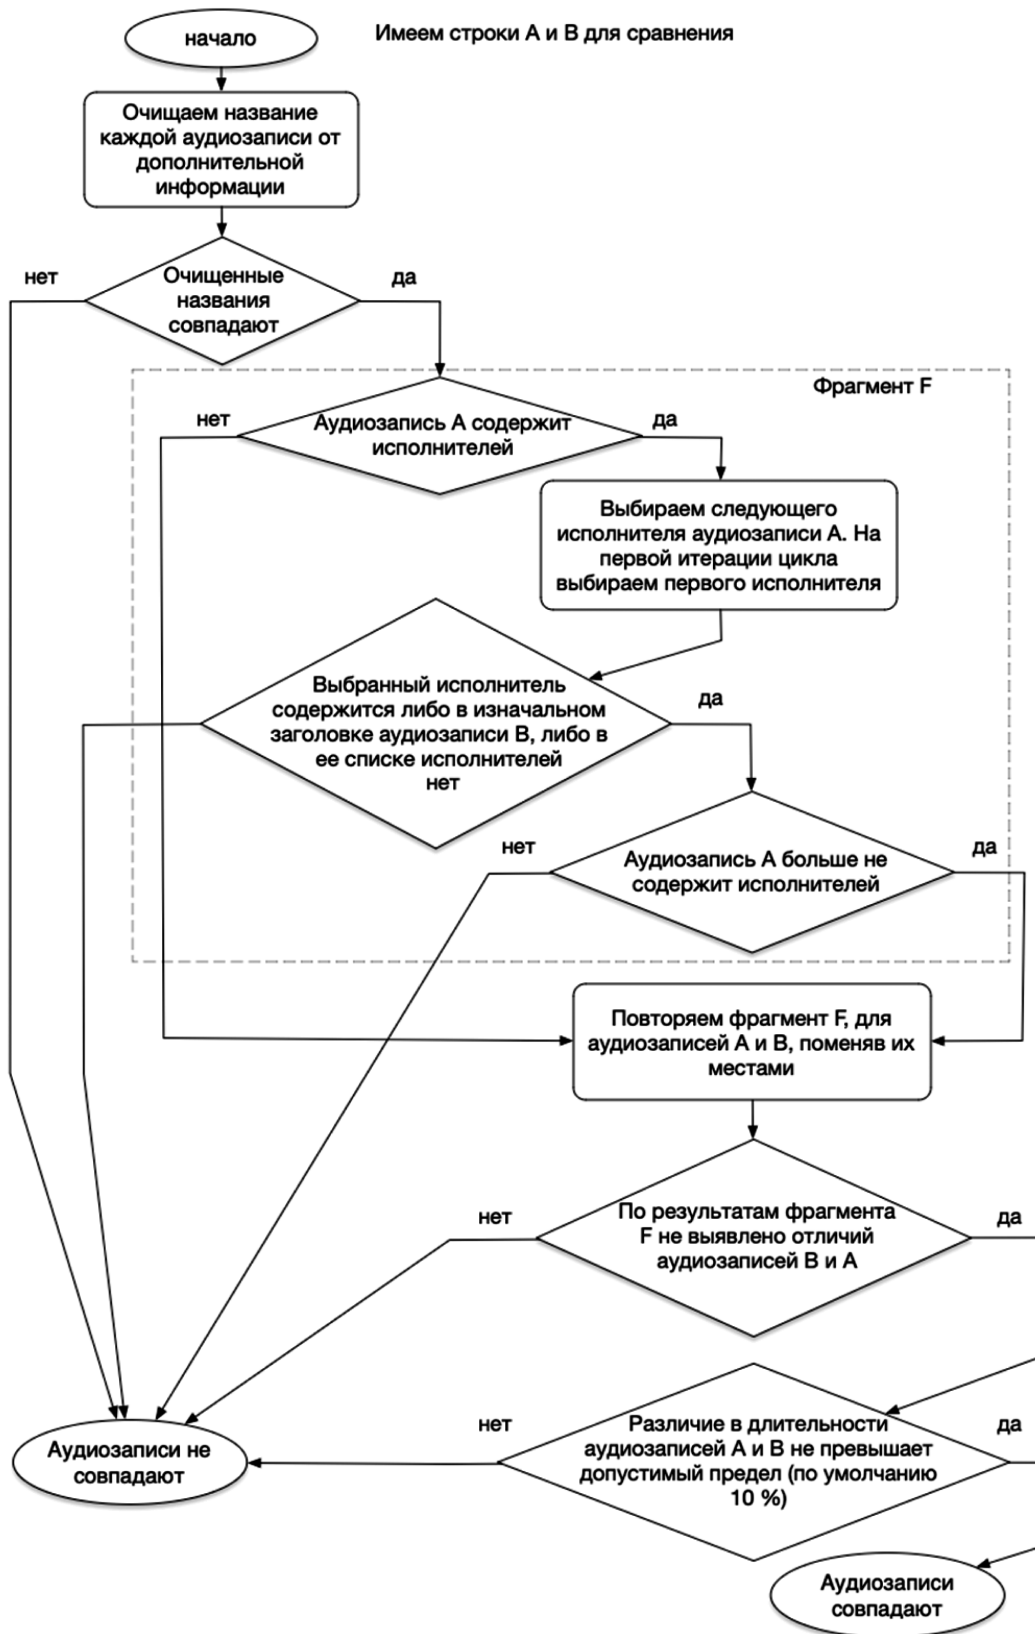 начало
Имеем строки А и В для сравнения
Очищаем название
каждой аудиозаписи от
дополнительной
информации
нет
Очищенные
названия
совпадают
да
Фрагмент F
нет
Аудиозапись А содержит
исполнителей
да
Выбираем следующего
исполнителя аудиозаписи А. На
первой итерации цикла
выбираем первого исполнителя
Выбранный исполнитель
содержится либо в изначальном
заголовке аудиозаписи В, либо в
ее списке исполнителей
нет
да
нет
Аудиозапись А больше не
содержит исполнителей
да
Повторяем фрагмент F, для
аудиозаписей А и В, поменяв их
местами
нет
По результатам фрагмента
F не выявлено отличий
аудиозаписей В и А
да
нет
Различие в длительности
аудиозаписей А и В не превышает
допустимый предел (по умолчанию
10 %)
да
Аудиозаписи не
совпадают
Аудиозаписи
совпадают